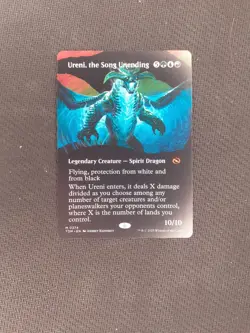 Ureni, the Song Unending
Legendary Creature — Spirit Dragon
Flying, protection from white and
from black
When Ureni enters, it deals X damage
divided as you choose among any
number of target creatures and/or
planeswalkers your opponents control,
where X is the number of lands you
control.
10/10